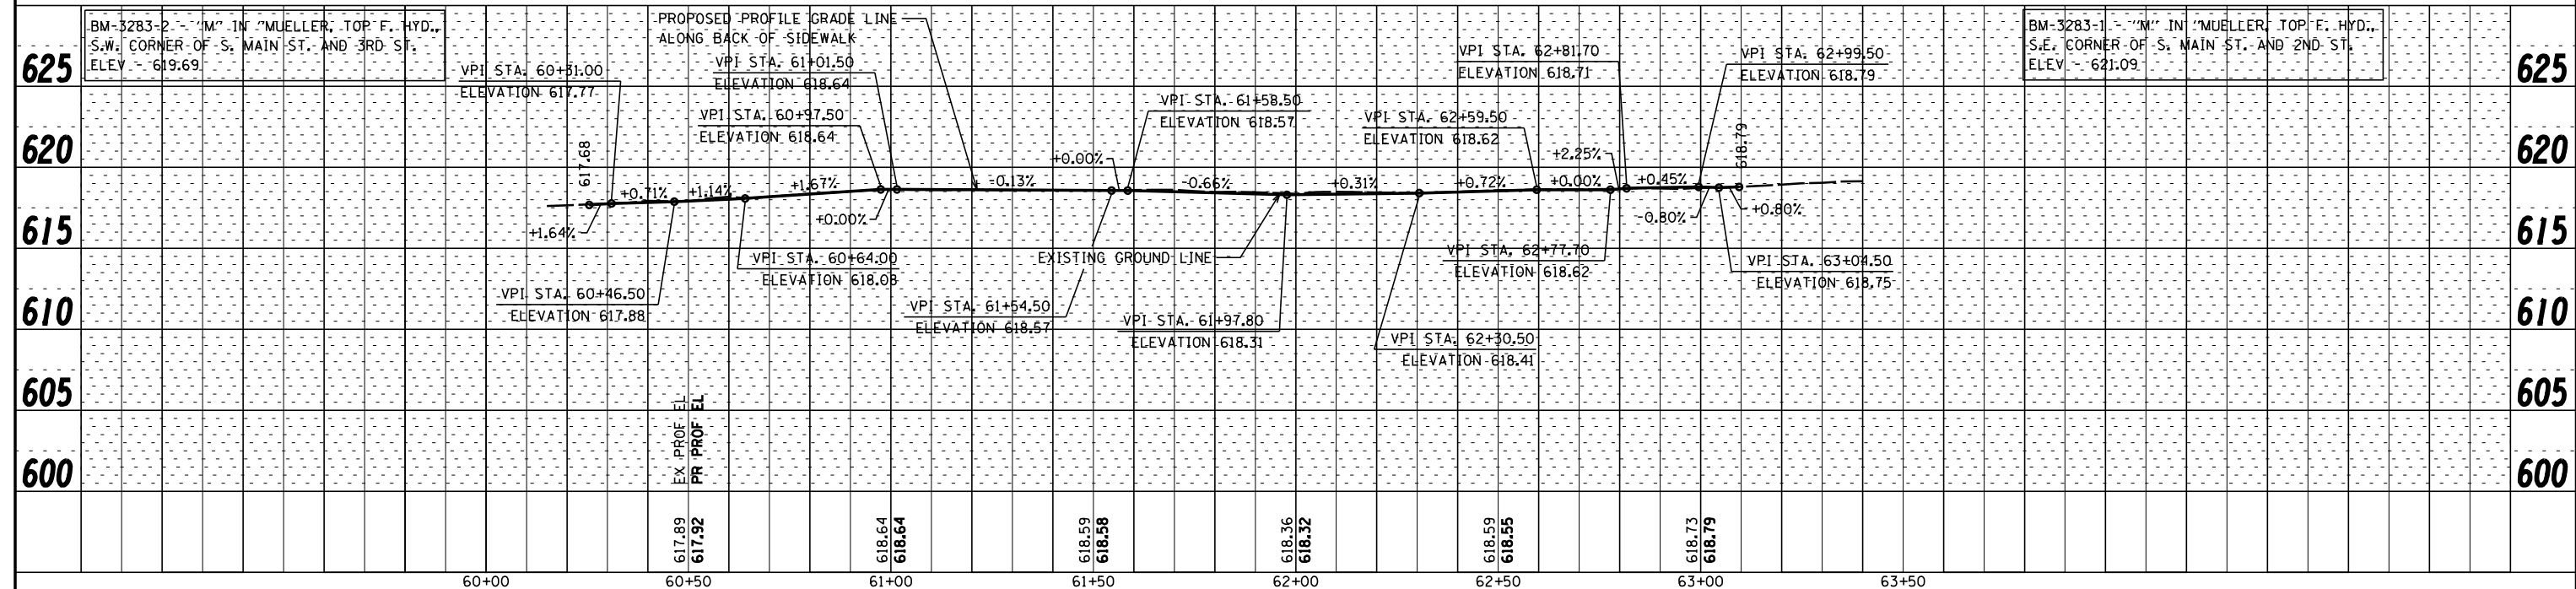 BM-3283-2 - "M" IN "MUELLER, TOP F. HYD.,
S.W. CORNER OF S. MAIN ST. AND 3RD ST.
ELEV - 619.69
PROPOSED PROFILE GRADE LINE
ALONG BACK OF SIDEWALK
BM-3283-1 - "M" IN "MUELLER, TOP F. HYD.,
S.E. CORNER OF S. MAIN ST. AND 2ND ST.
ELEV - 621.09
625
625
VPI STA. 60+31.00
ELEVATION 617.77
VPI STA. 61+01.50
ELEVATION 618.64
VPI STA. 60+97.50
ELEVATION 618.64
VPI STA. 61+58.50
ELEVATION 618.57
VPI STA. 62+59.50
ELEVATION 618.62
VPI STA. 62+81.70
ELEVATION 618.71
VPI STA. 62+99.50
ELEVATION 618.79
620
620
617.68
+0.00%
+2.25%
618.79
+0.71%
+1.14%
+1.67%
-0.13%
-0.66%
+0.31%
+0.72%
+0.00%
+0.45%
+1.64%
+0.00%
-0.80%
+0.80%
615
615
VPI STA. 60+64.00
ELEVATION 618.08
EXISTING GROUND LINE
VPI STA. 62+77.70
ELEVATION 618.62
VPI STA. 63+04.50
ELEVATION 618.75
VPI STA. 60+46.50
ELEVATION 617.88
VPI STA. 61+54.50
ELEVATION 618.57
VPI STA. 61+97.80
ELEVATION 618.31
VPI STA. 62+30.50
ELEVATION 618.41
610
610
605
605
EX PROF EL
PR PROF EL
600
600
617.89
617.92
618.64
618.64
618.59
618.58
618.36
618.32
618.59
618.55
618.73
618.79
60+00
60+50
61+00
61+50
62+00
62+50
63+00
63+50